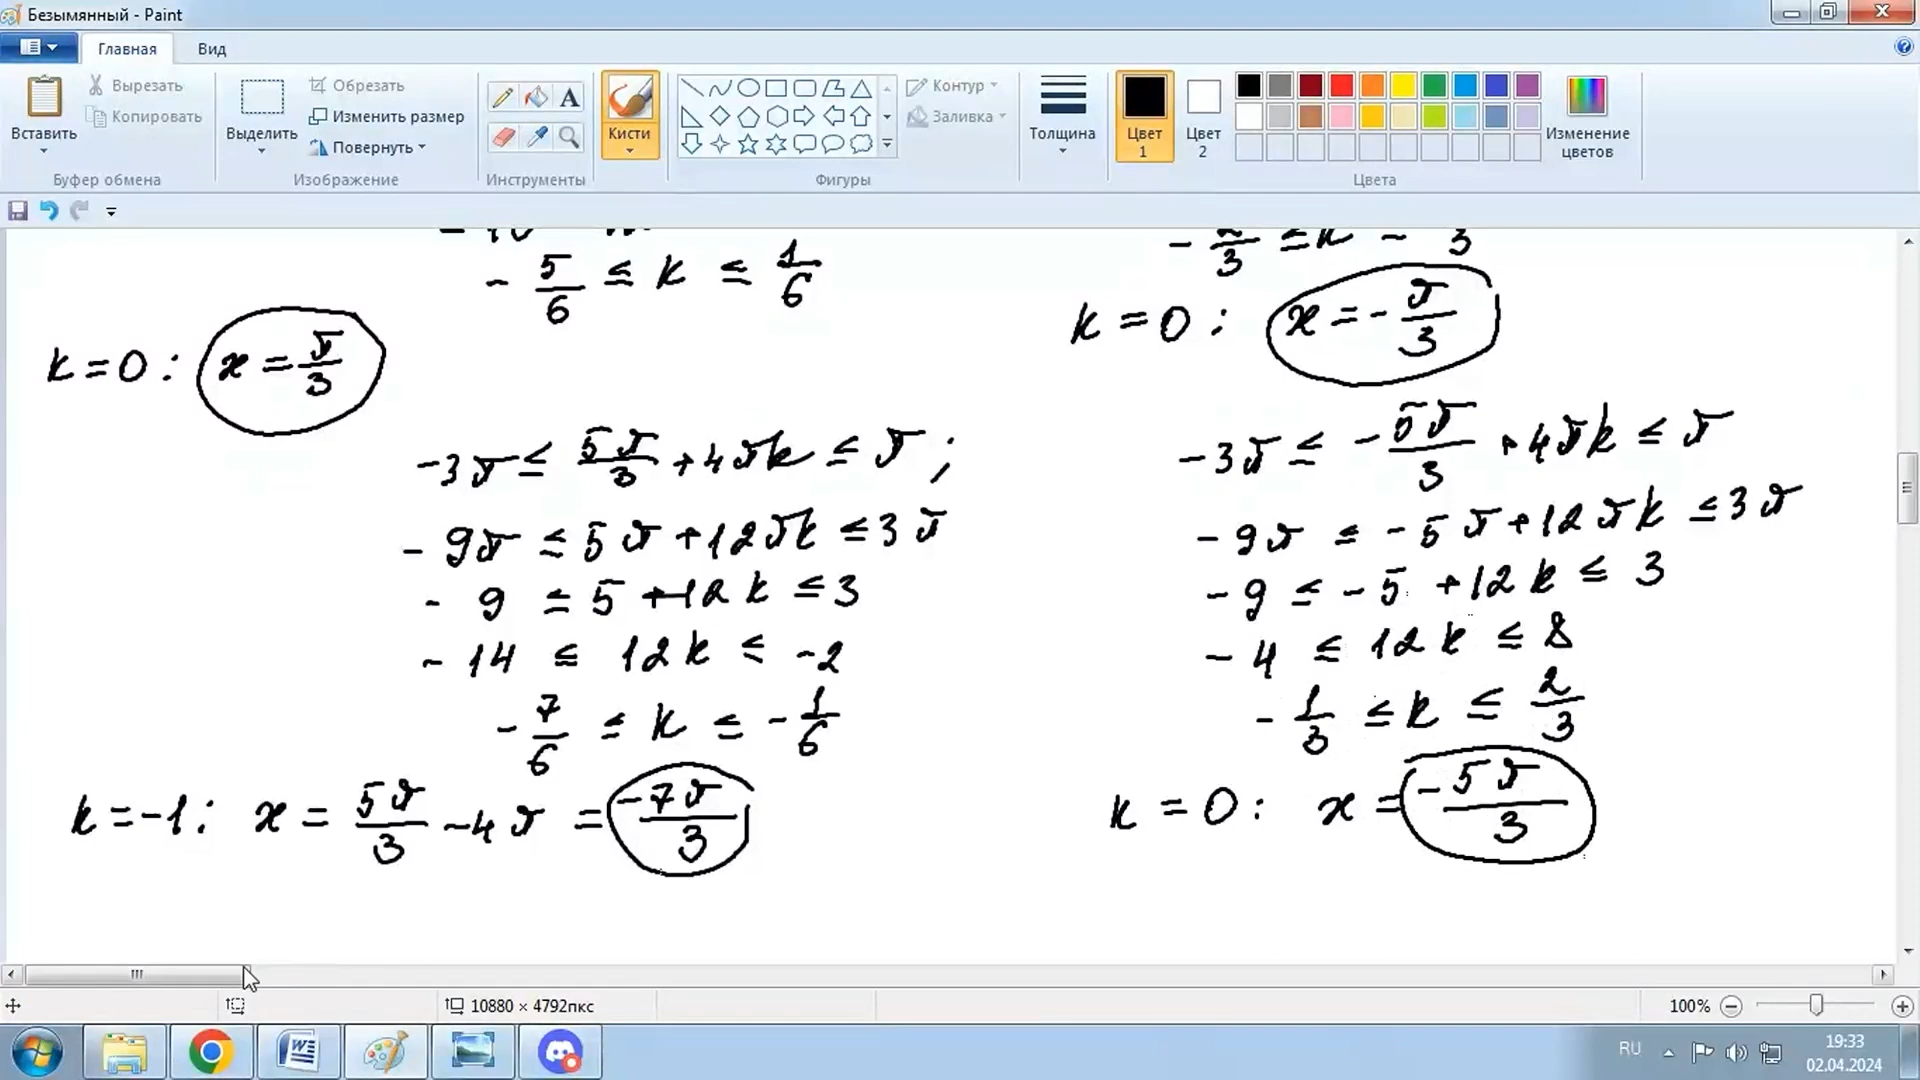 Безымянный - Paint
Главная
Вид
Вставить
Вырезать
Копировать
Буфер обмена
Выделить
Обрезать
Изменить размер
Повернуть
Изображение
A
Инструменты
Кисти
Контур
Заливка
Фигуры
Толщина
Цвет
1
Цвет
2
Изменение
цветов
Цвета
- 5/6 ≤ k ≤ 1/6
k = 0 : x = π/3
-3π ≤ 5π/3 + 4πk ≤ π ;
- 9π ≤ 5π + 12πk ≤ 3π
- 9 ≤ 5 + 12k ≤ 3
- 14 ≤ 12k ≤ -2
- 7/6 ≤ k ≤ - 1/6
k = -1 : x = 5π/3 - 4π = -7π/3
k = 0 : x = - π/3
-3π ≤ - 5π/3 + 4πk ≤ π
- 9π ≤ - 5π + 12πk ≤ 3π
- 9 ≤ - 5 + 12k ≤ 3
- 4 ≤ 12k ≤ 8
- 1/3 ≤ k ≤ 2/3
k = 0 : x = -5π/3
10880 × 4792пкс
100%
RU
19:33
02.04.2024